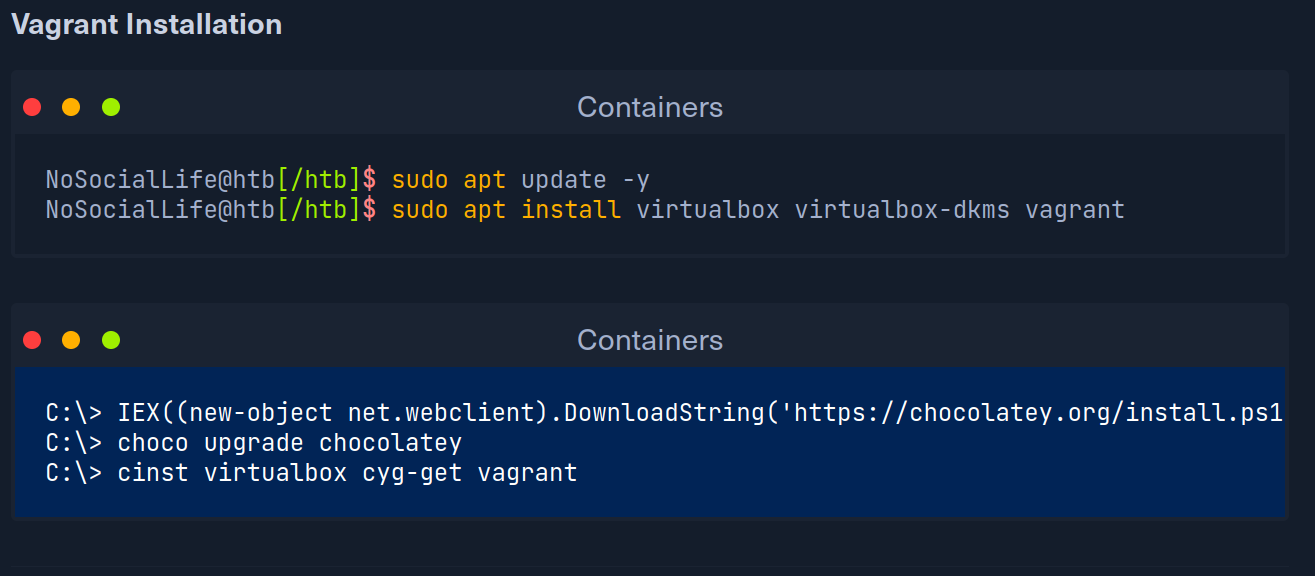 Vagrant Installation
Containers
NoSocialLife@htb[/htb]$ sudo apt update -y
NoSocialLife@htb[/htb]$ sudo apt install virtualbox virtualbox-dkms vagrant
Containers
C:\> IEX((new-object net.webclient).DownloadString('https://chocolatey.org/install.ps1
C:\> choco upgrade chocolatey
C:\> cinst virtualbox cyg-get vagrant